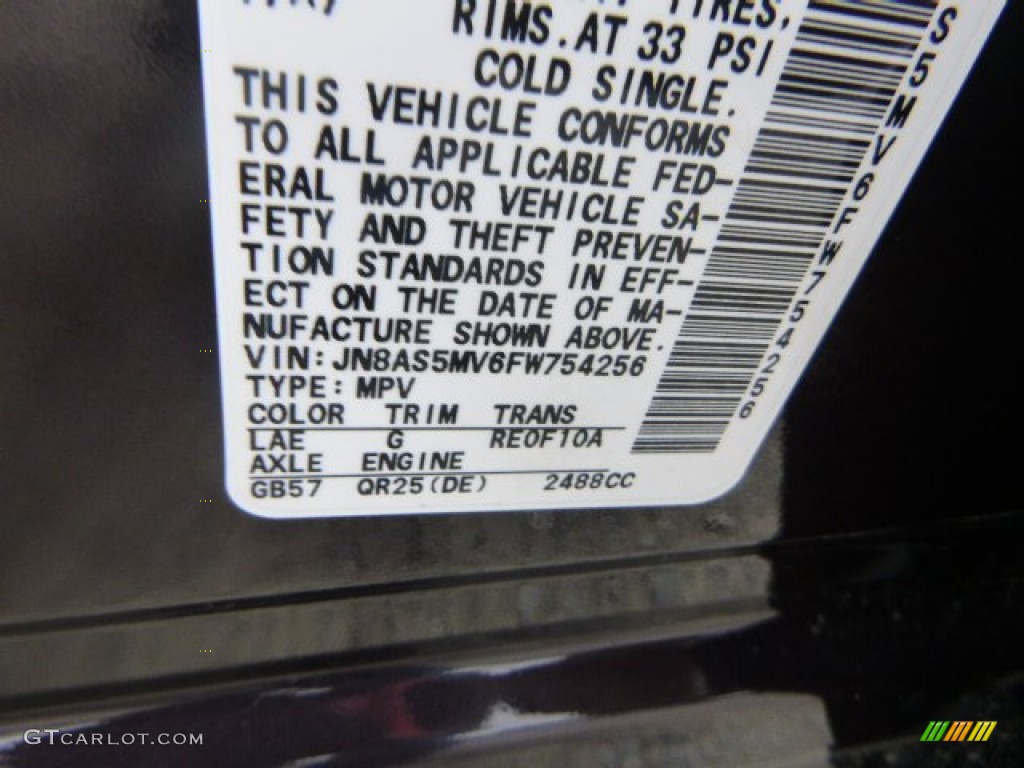 TIRES,
RIMS. AT 33 PSI
COLD SINGLE.
THIS VEHICLE CONFORMS
TO ALL APPLICABLE FED-
ERAL MOTOR VEHICLE SA-
FETY AND THEFT PREVEN-
TION STANDARDS IN EFF-
ECT ON THE DATE OF MA-
NUFACTURE SHOWN ABOVE.
VIN: JN8AS5MV6FW754256
TYPE: MPV
COLOR TRIM TRANS
LAE G RE0F10A
AXLE ENGINE
GB57 QR25(DE) 2488CC
S5MV6FW754256
GTCARLOT.COM